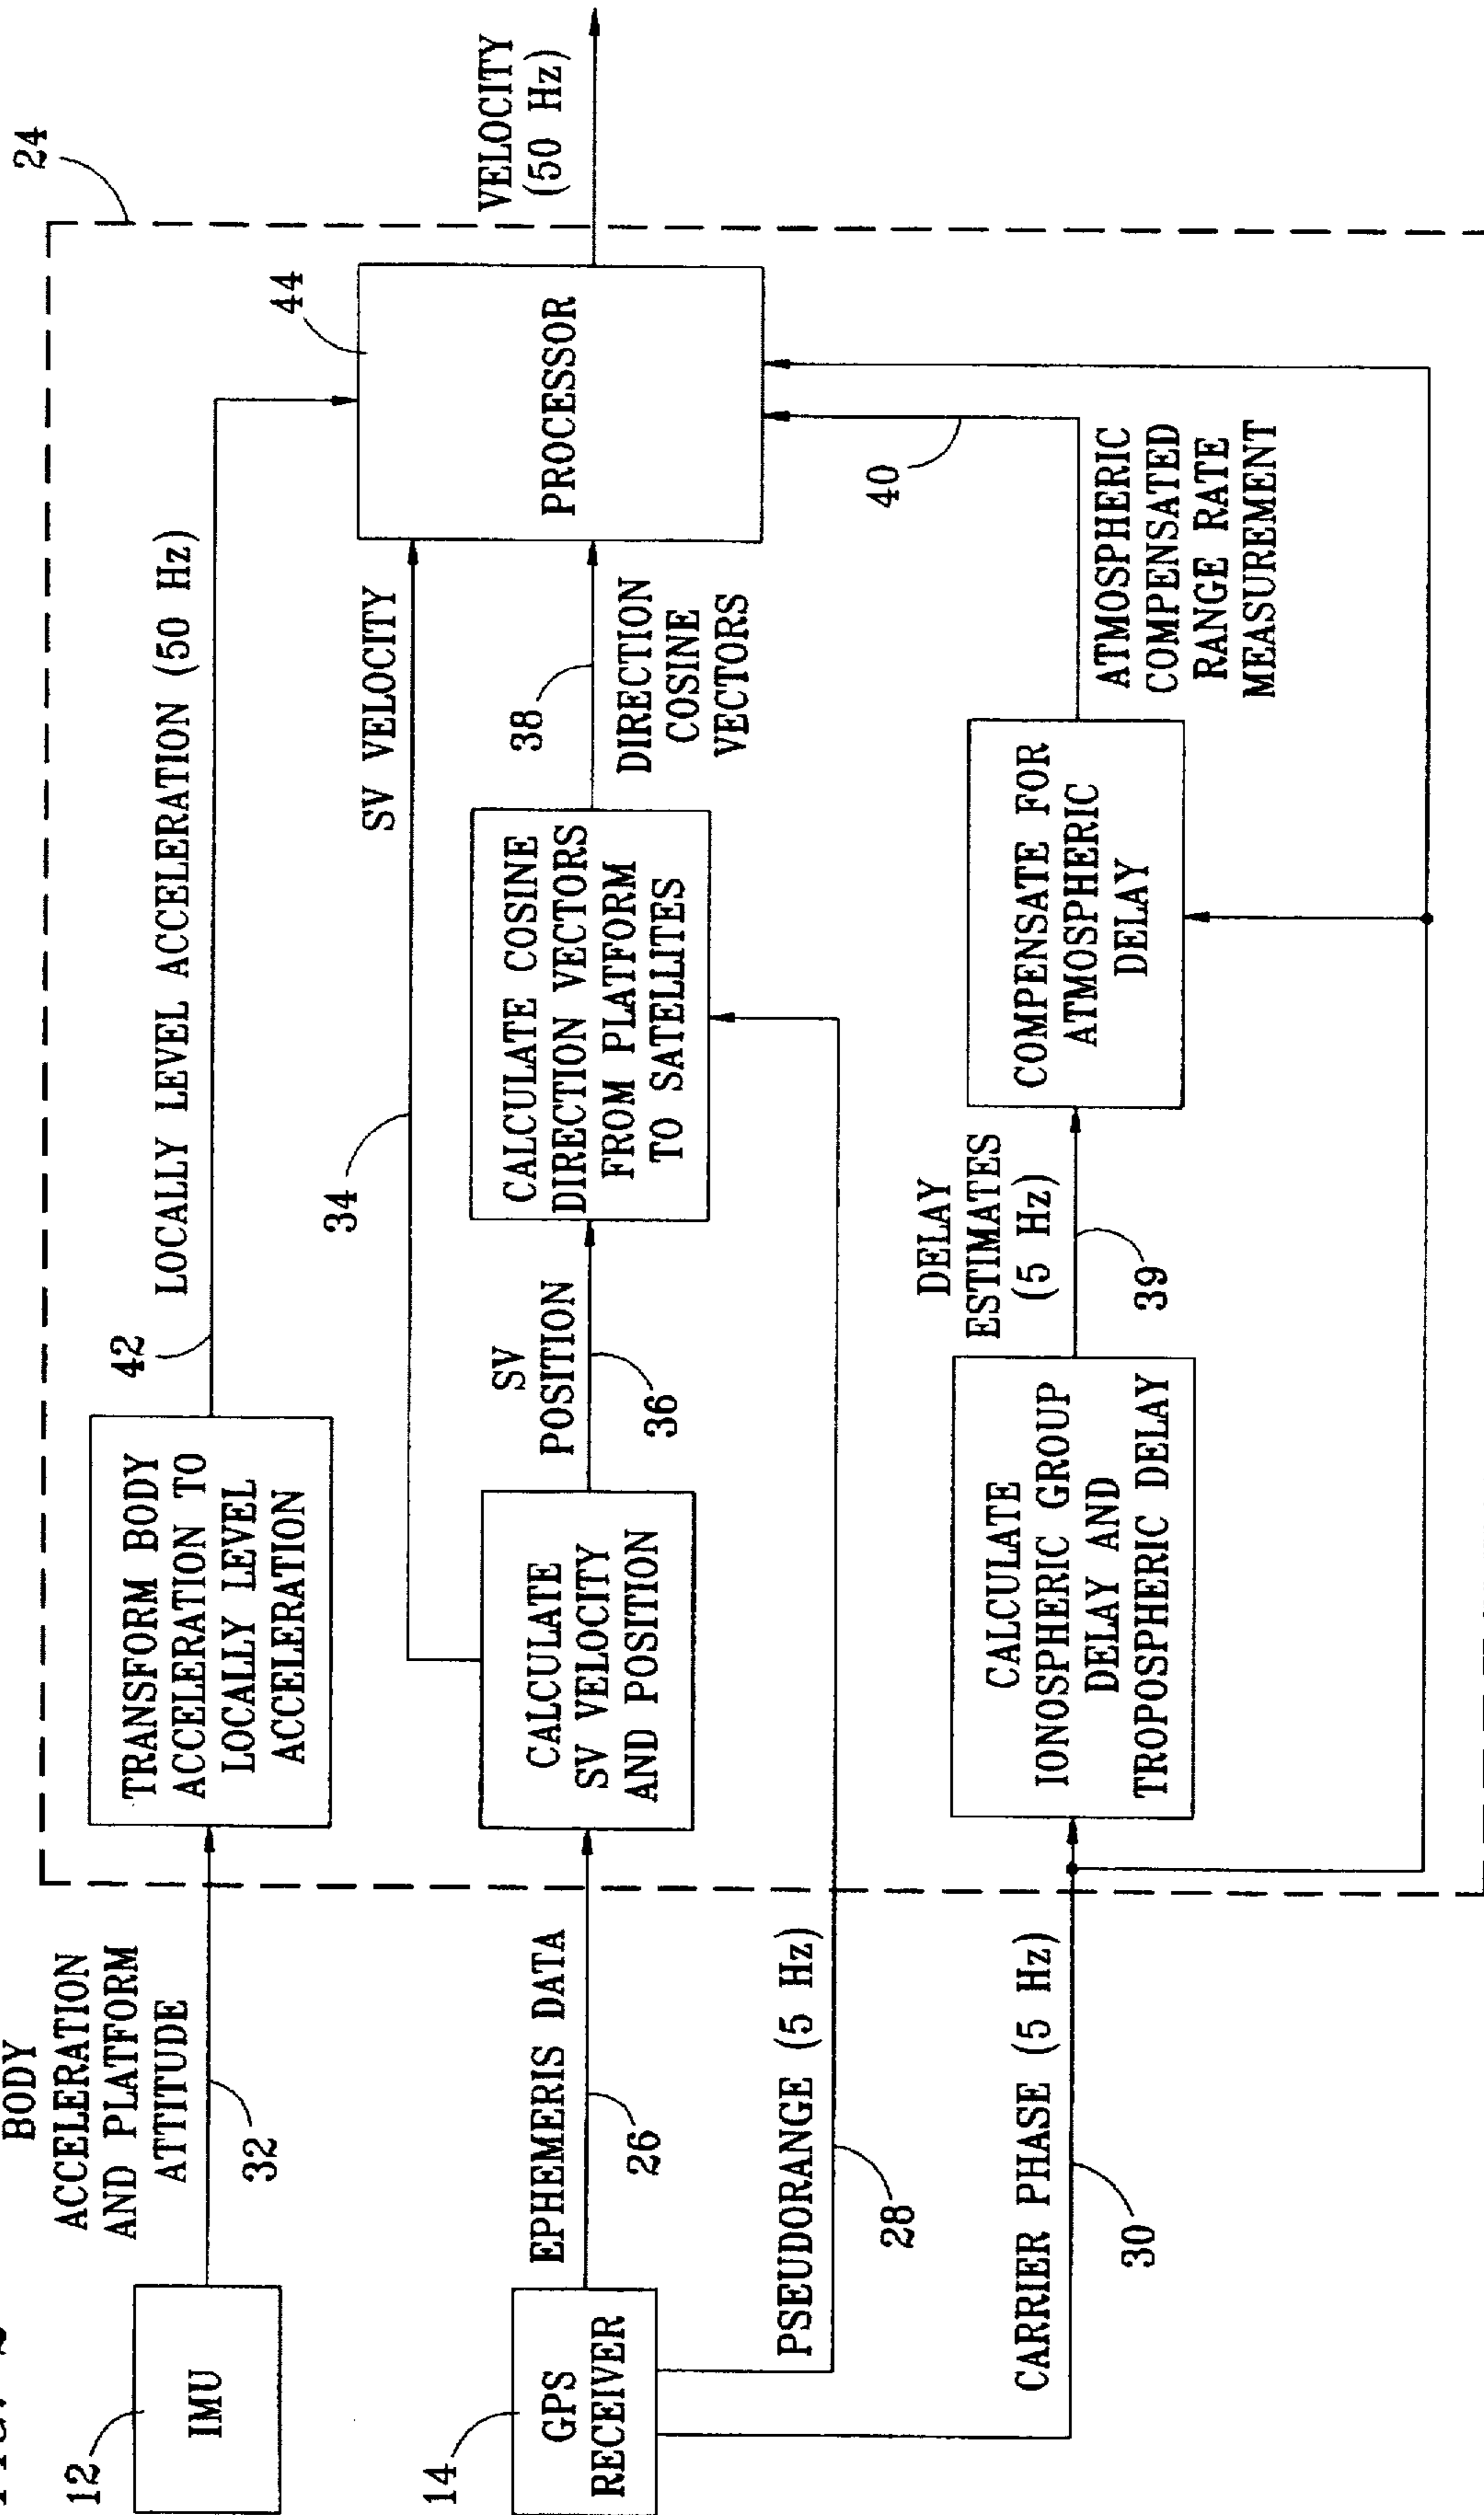 12
IMU
BODY
ACCELERATION
AND PLATFORM
ATTITUDE
32
TRANSFORM BODY
ACCELERATION TO
LOCALLY LEVEL
ACCELERATION
42
LOCALLY LEVEL ACCELERATION (50 Hz)
24
14
GPS
RECEIVER
EPHEMERIS DATA
26
CALCULATE
SV VELOCITY
AND POSITION
34
SV VELOCITY
SV
POSITION
36
CALCULATE COSINE
DIRECTION VECTORS
FROM PLATFORM
TO SATELLITES
38
DIRECTION
COSINE
VECTORS
44
PROCESSOR
VELOCITY
(50 Hz)
PSEUDORANGE (5 Hz)
28
CARRIER PHASE (5 Hz)
30
CALCULATE
IONOSPHERIC GROUP
DELAY AND
TROPOSPHERIC DELAY
DELAY
ESTIMATES
(5 Hz)
39
COMPENSATE FOR
ATMOSPHERIC
DELAY
40
ATMOSPHERIC
COMPENSATED
RANGE RATE
MEASUREMENT